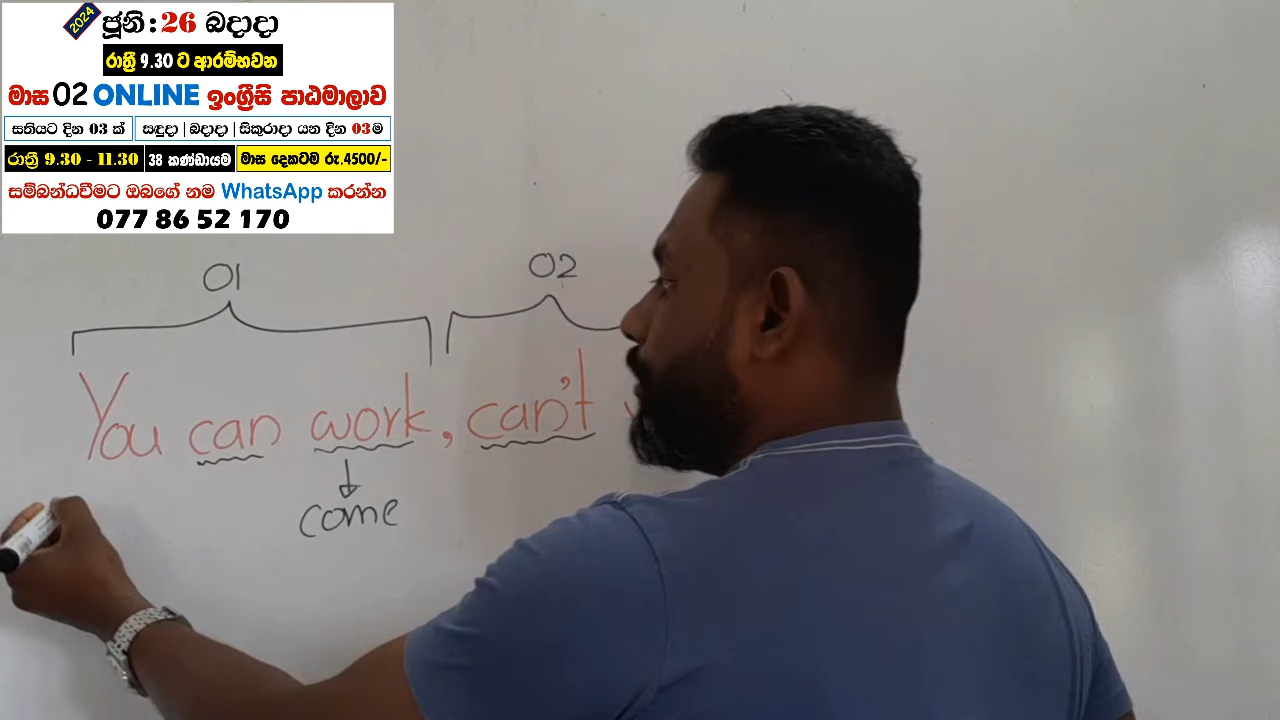 2024 ජූනි : 26 බදාදා
රාත්‍රී 9.30 ට ආරම්භවන
මාස 02 ONLINE ඉංග්‍රීසි පාඨමාලාව
සතියට දින 03 ක් සඳුදා | බදාදා | සිකුරාදා යන දින 03ම
රාත්‍රී 9.30 - 11.30 38 කණ්ඩායම මාස දෙකටම රු.4500/-
සම්බන්ධවීමට ඔබගේ නම WhatsApp කරන්න
077 86 52 170
01 02
You can work, can't
come